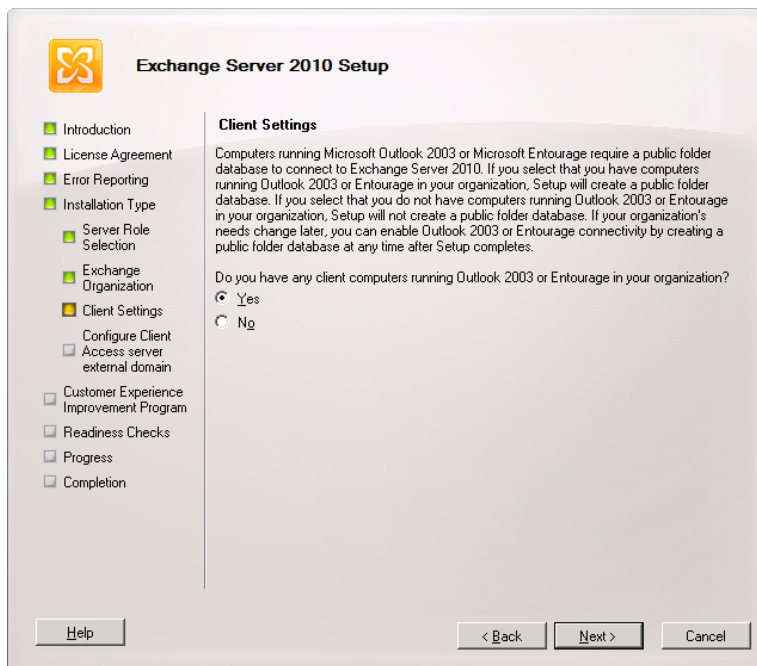 Exchange Server 2010 Setup
Introduction
License Agreement
Error Reporting
Installation Type
Server Role
Selection
Exchange
Organization
Client Settings
Configure Client
Access server
external domain
Customer Experience
Improvement Program
Readiness Checks
Progress
Completion
Client Settings
Computers running Microsoft Outlook 2003 or Microsoft Entourage require a public folder
database to connect to Exchange Server 2010. If you select that you have computers
running Outlook 2003 or Entourage in your organization, Setup will create a public folder
database. If you select that you do not have computers running Outlook 2003 or Entourage
in your organization, Setup will not create a public folder database. If your organization's
needs change later, you can enable Outlook 2003 or Entourage connectivity by creating a
public folder database at any time after Setup completes.
Do you have any client computers running Outlook 2003 or Entourage in your organization?
Yes
No
Help
< Back
Next >
Cancel